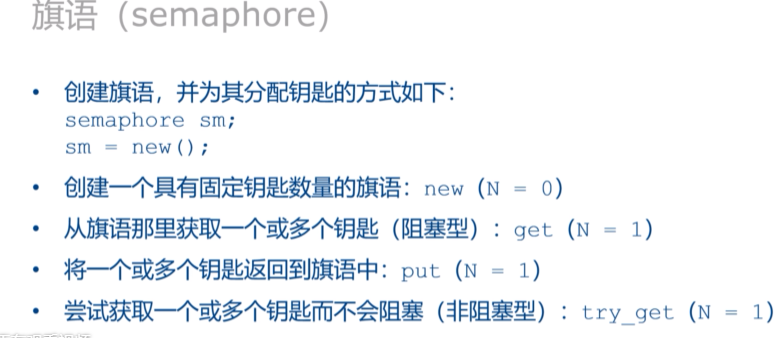 旗语（semaphore）
• 创建旗语，并为其分配钥匙的方式如下：
semaphore sm;
sm = new();
• 创建一个具有固定钥匙数量的旗语：new (N = 0)
• 从旗语那里获取一个或多个钥匙（阻塞型）：get (N = 1)
• 将一个或多个钥匙返回到旗语中：put (N = 1)
• 尝试获取一个或多个钥匙而不会阻塞（非阻塞型）：try_get (N = 1)